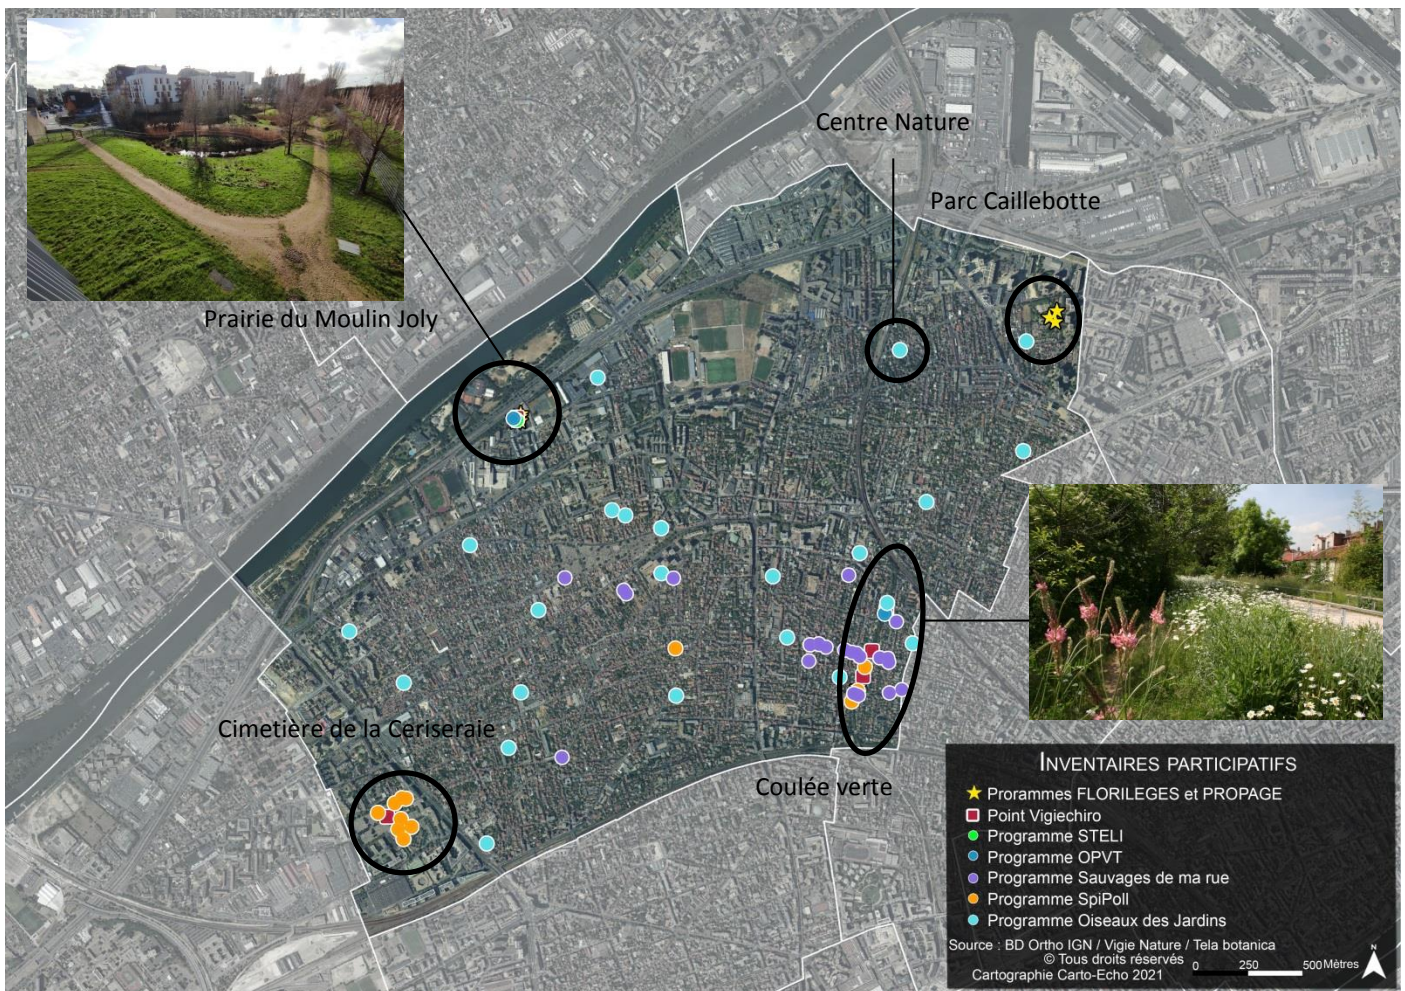 Centre Nature
Parc Caillebotte
Prairie du Moulin Joly
Cimetière de la Ceriseraie
Coulée verte
INVENTAIRES PARTICIPATIFS
Prorammes FLORILEGES et PROPAGE
Point Vigiechiro
Programme STELI
Programme OPVT
Programme Sauvages de ma rue
Programme SpiPoll
Programme Oiseaux des Jardins
Source : BD Ortho IGN / Vigie Nature / Tela botanica
© Tous droits réservés
Cartographie Carto-Echo 2021
0 250 500 Mètres
N